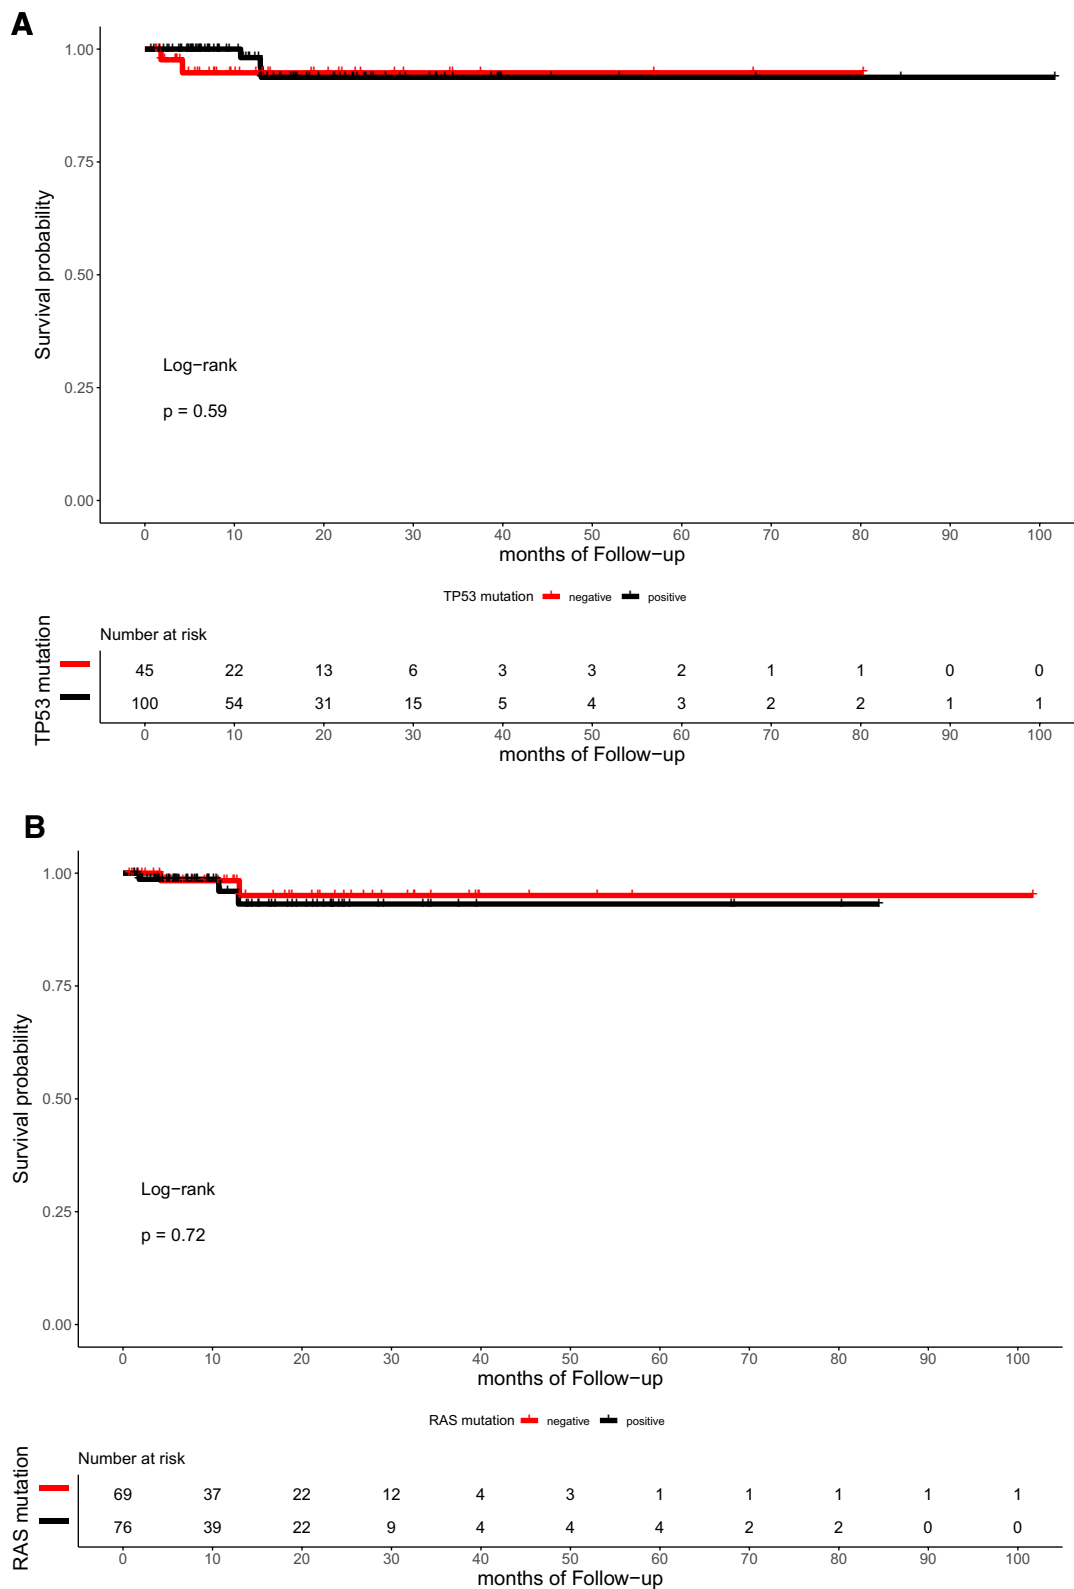 A
1.00
0.75
0.50
0.25
0.00
Survival probability
Log−rank
p = 0.59
0 10 20 30 40 50 60 70 80 90 100
months of Follow−up
TP53 mutation negative positive
Number at risk
TP53 mutation
45 22 13 6 3 3 2 1 1 0 0
100 54 31 15 5 4 3 2 2 1 1
0 10 20 30 40 50 60 70 80 90 100
months of Follow−up
B
1.00
0.75
0.50
0.25
0.00
Survival probability
Log−rank
p = 0.72
0 10 20 30 40 50 60 70 80 90 100
months of Follow−up
RAS mutation negative positive
Number at risk
RAS mutation
69 37 22 12 4 3 1 1 1 1 1
76 39 22 9 4 4 4 2 2 0 0
0 10 20 30 40 50 60 70 80 90 100
months of Follow−up